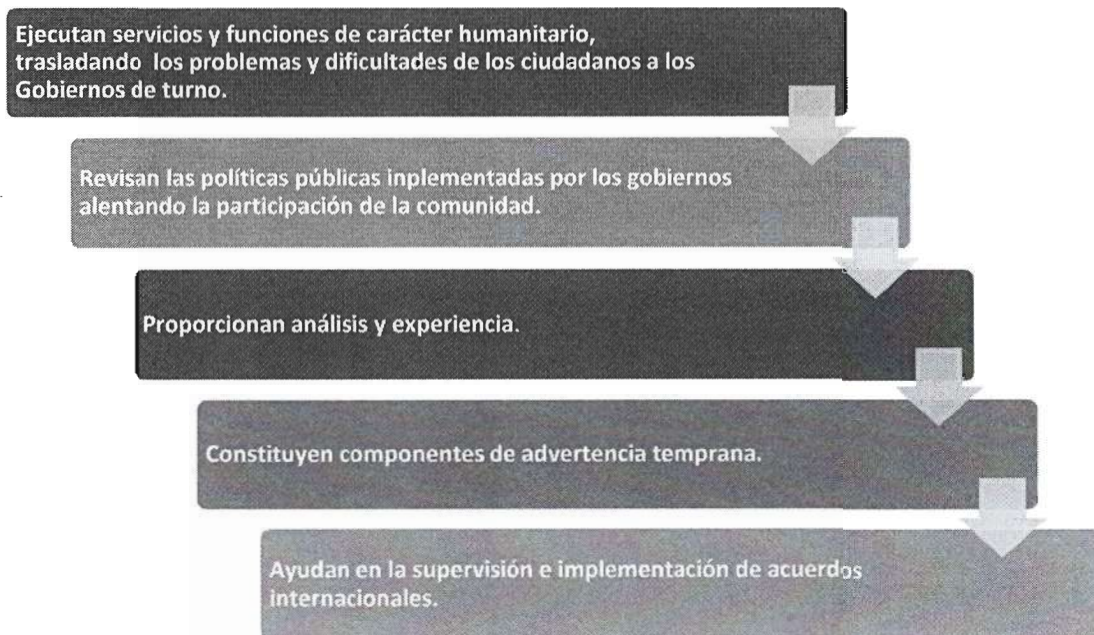 Ejecutan servicios y funciones de carácter humanitario,
trasladando los problemas y dificultades de los ciudadanos a los
Gobiernos de turno.
Revisan las políticas públicas inplementadas por los gobiernos
alentando la participación de la comunidad.
Proporcionan análisis y experiencia.
Constituyen componentes de advertencia temprana.
Ayudan en la supervisión e implementación de acuerdos
internacionales.